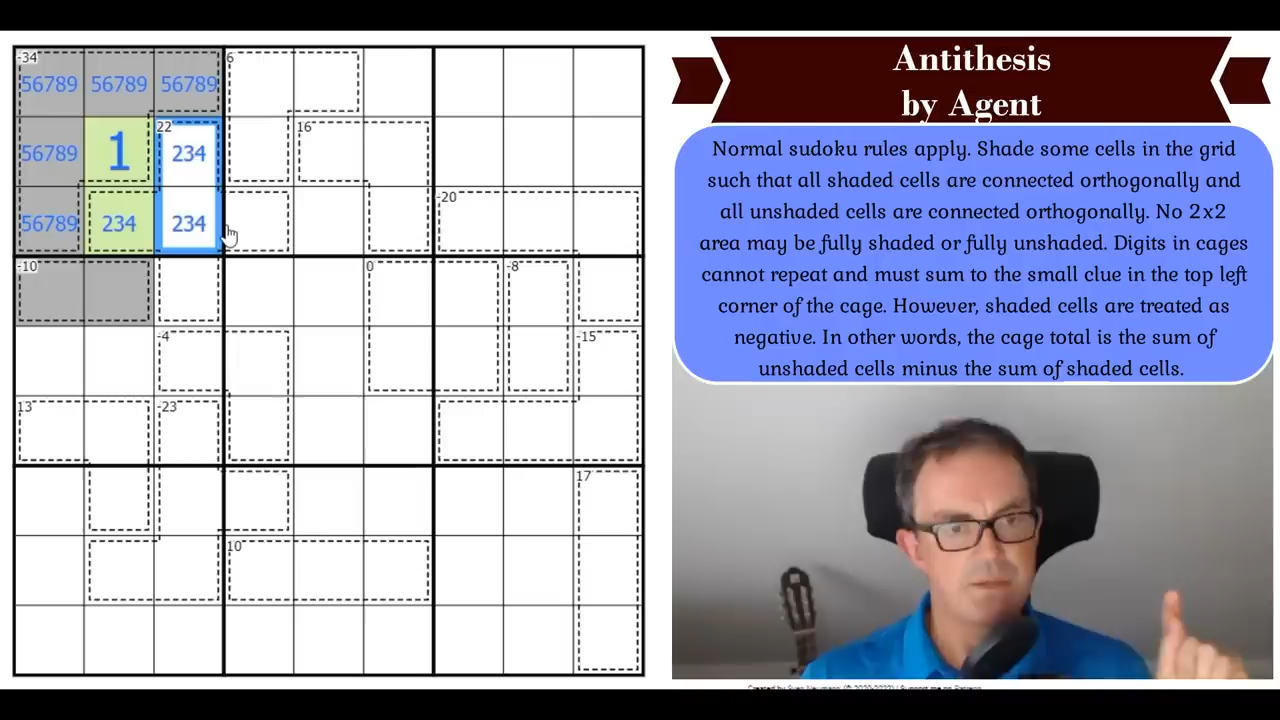 Antithesis
by Agent
Normal sudoku rules apply. Shade some cells in the grid
such that all shaded cells are connected orthogonally and
all unshaded cells are connected orthogonally. No 2x2
area may be fully shaded or fully unshaded. Digits in cages
cannot repeat and must sum to the small clue in the top left
corner of the cage. However, shaded cells are treated as
negative. In other words, the cage total is the sum of
unshaded cells minus the sum of shaded cells.
-34 6
56789 56789 56789
22 16
56789 1 234
-20
56789 234 234
-10 0 -8
-4 -15
13 -23
17
10